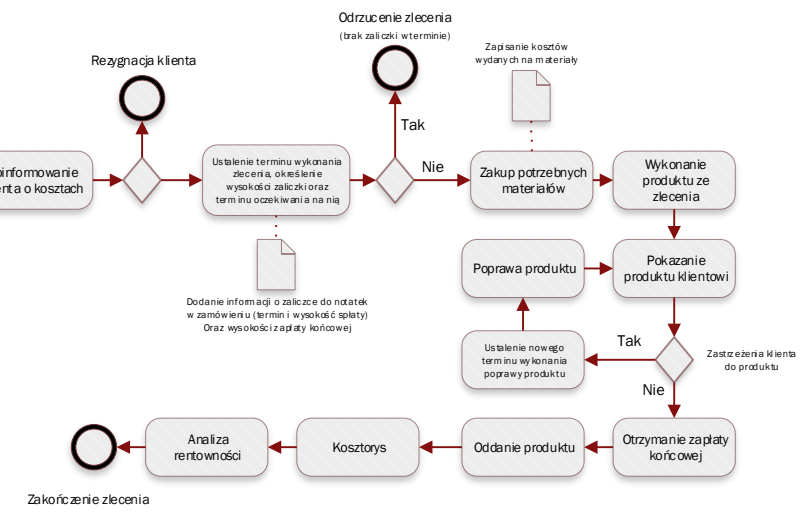 Odrzucenie zlecenia
(brak zaliczki w terminie)
Rezygnacja klienta
Zapisanie kosztów
wydanych na materiały
Tak
Nie
oinformowanie
enta o kosztach
Ustalenie terminu wykonania
zlecenia, określenie
wysokości zaliczki oraz
terminu oczekiwania na nią
Zakup potrzebnych
materiałów
Wykonanie
produktu ze
zlecenia
Poprawa produktu
Pokazanie
produktu klientowi
Dodanie informacji o zaliczce do notatek
w zamówieniu (termin i wysokość spłaty)
Oraz wysokości zapłaty końcowej
Ustalenie nowego
terminu wykonania
poprawy produktu
Tak
Zastrzeżenia klienta
do produktu
Nie
Analiza
rentowności
Kosztorys
Oddanie produktu
Otrzymanie zapłaty
końcowej
Zakończenie zlecenia